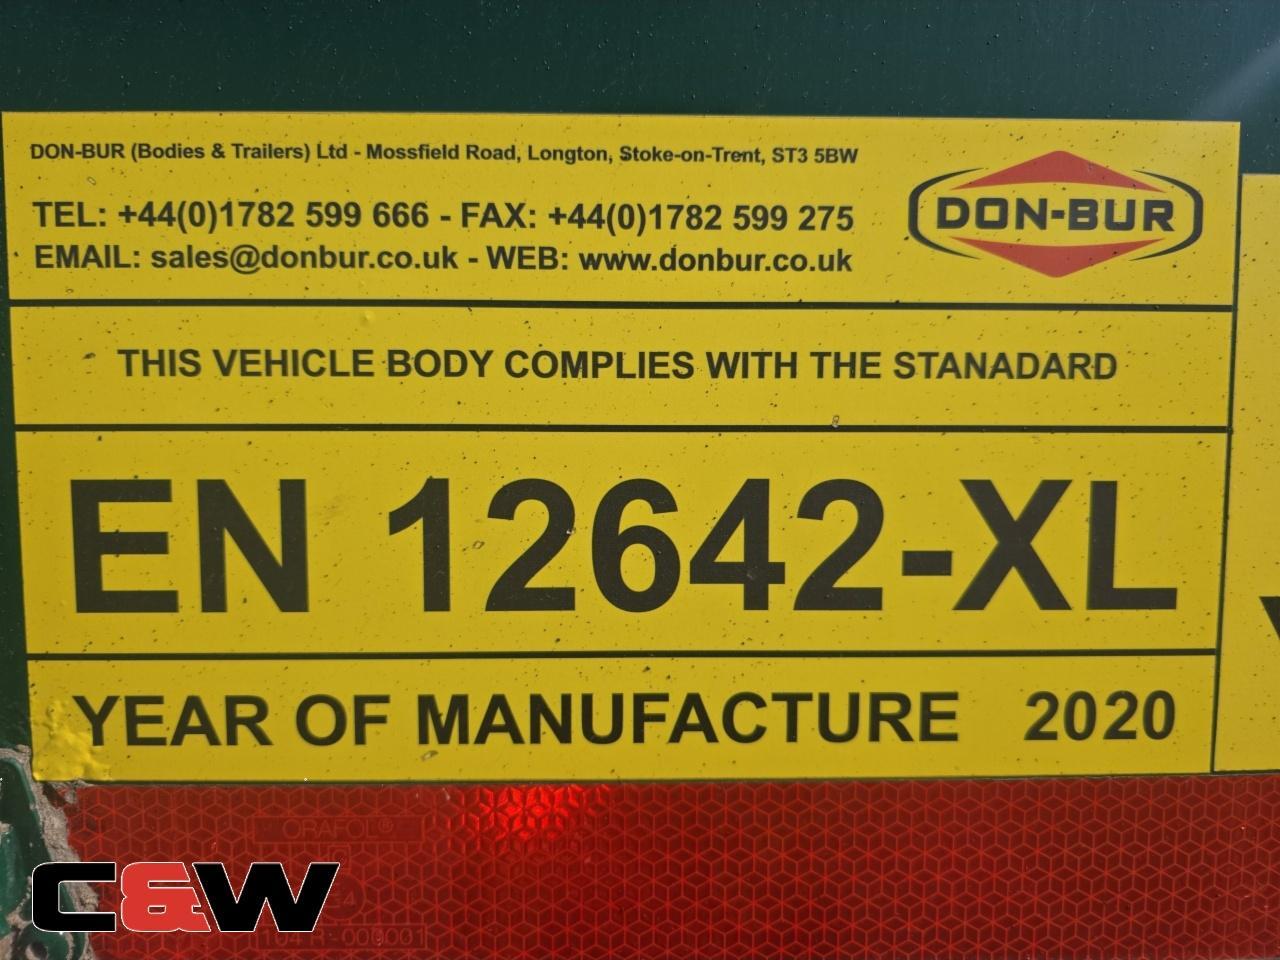 DON-BUR (Bodies & Trailers) Ltd - Mossfield Road, Longton, Stoke-on-Trent, ST3 5BW
TEL: +44(0)1782 599 666 - FAX: +44(0)1782 599 275
EMAIL: sales@donbur.co.uk - WEB: www.donbur.co.uk
DON-BUR
THIS VEHICLE BODY COMPLIES WITH THE STANADARD
EN 12642-XL
YEAR OF MANUFACTURE 2020
ORAFOL®
C&W